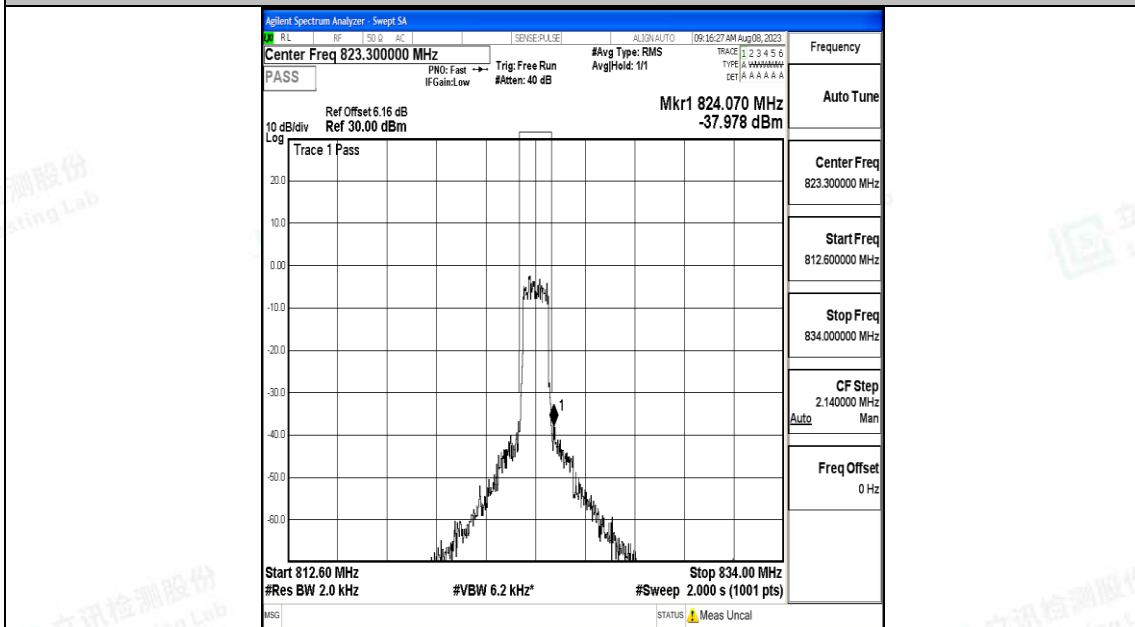 Agilent Spectrum Analyzer - Swept SA
RL RF 50 Ω AC SENSE:PULSE ALIGN AUTO 09:16:27 AM Aug 08, 2023
Center Freq 823.300000 MHz
#Avg Type: RMS
TRACE 1 2 3 4 5 6
PASS
PNO: Fast
Trig: Free Run
Avg|Hold: 1/1
TYPE A WWWWW
IFGain:Low
#Atten: 40 dB
DET A A A A A A
Mkr1 824.070 MHz
-37.978 dBm
Ref Offset 6.16 dB
10 dB/div Ref 30.00 dBm
Log
Trace 1 Pass
20.0
10.0
0.00
-10.0
-20.0
-30.0
1
-40.0
-50.0
-60.0
Start 812.60 MHz
Stop 834.00 MHz
#Res BW 2.0 kHz
#VBW 6.2 kHz*
#Sweep 2.000 s (1001 pts)
MSG
STATUS Meas Uncal
Frequency
Auto Tune
Center Freq
823.300000 MHz
Start Freq
812.600000 MHz
Stop Freq
834.000000 MHz
CF Step
2.140000 MHz
Auto Man
Freq Offset
0 Hz
立讯检测股份